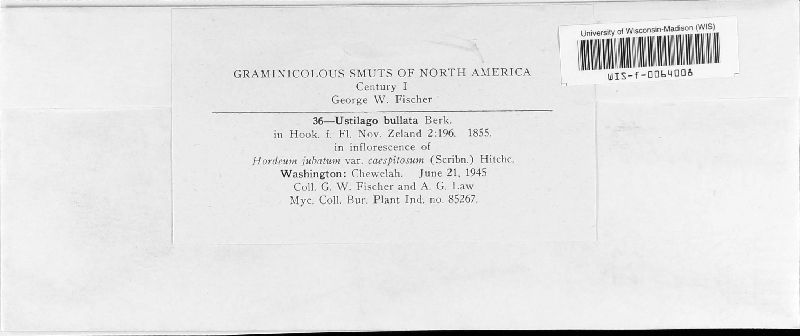 University of Wisconsin-Madison (WIS)
WIS-f-0064008
GRAMINICOLOUS SMUTS OF NORTH AMERICA
Century I
George W. Fischer
36—Ustilago bullata Berk.
in Hook. f. Fl. Nov. Zeland 2:196. 1855.
in inflorescence of
Hordeum jubatum var. caespitosum (Scribn.) Hitchc.
Washington: Chewelah. June 21, 1945
Coll. G. W. Fischer and A. G. Law
Myc. Coll. Bur. Plant Ind. no. 85267.